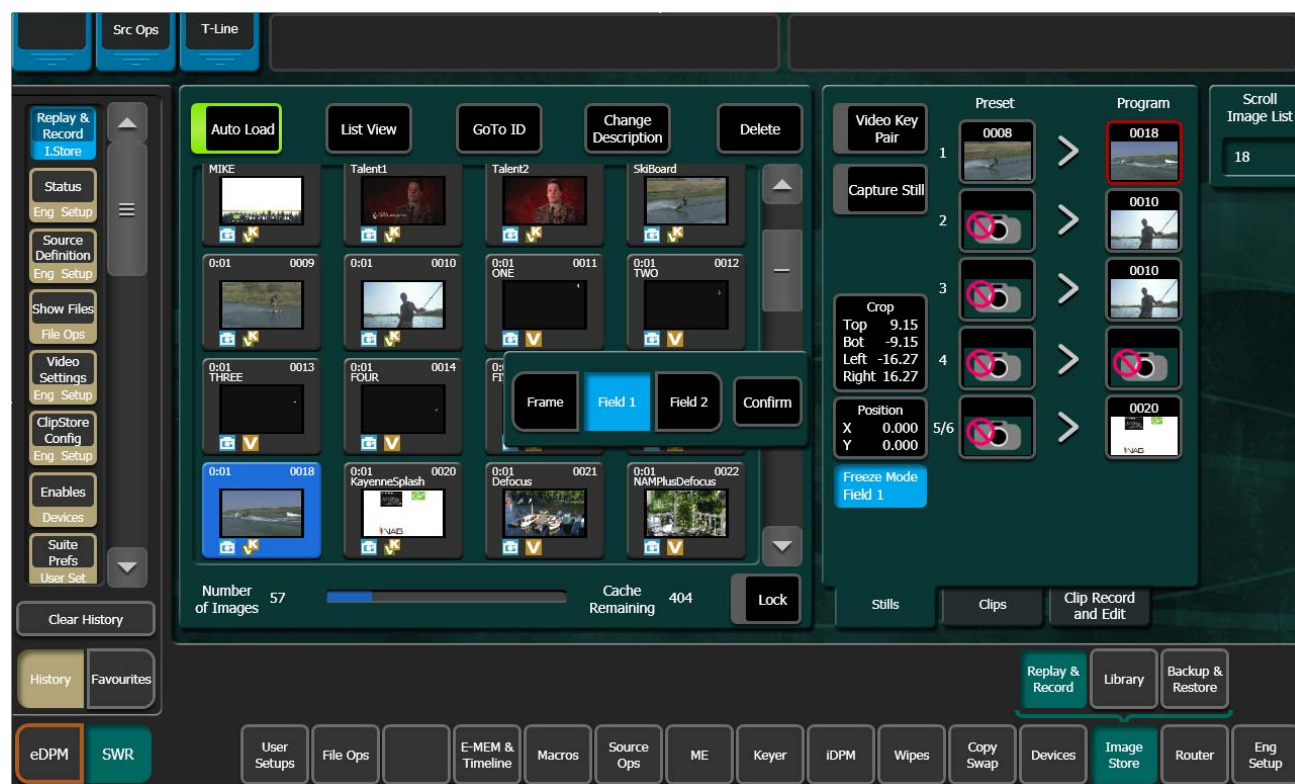 Src Ops
T-Line
Replay &
Record
I.Store
Status
Eng Setup
Source
Definition
Eng Setup
Show Files
File Ops
Video
Settings
Eng Setup
ClipStore
Config
Eng Setup
Enables
Devices
Suite
Prefs
User Set
Clear History
History
Favourites
eDPM
SWR
Auto Load
List View
GoTo ID
Change
Description
Delete
MIKE
Talent1
Talent2
SkiBoard
0:01 0009
0:01 0010
0:01 0011
ONE
0:01 0012
TWO
0:01 0013
THREE
0:01 0014
FOUR
Frame
Field 1
Field 2
Confirm
0:01 0018
0:01 0020
KayenneSplash
0:01 0021
Defocus
0:01 0022
NAMPlusDefocus
Number
of Images
57
Cache
Remaining
404
Lock
Video Key
Pair
Capture Still
Crop
Top 9.15
Bot -9.15
Left -16.27
Right 16.27
Position
X 0.000
Y 0.000
Freeze Mode
Field 1
Preset
Program
1
0008
>
0018
2
>
0010
3
>
0010
4
>
5/6
>
0020
Stills
Clips
Clip Record
and Edit
Scroll
Image List
18
Replay &
Record
Library
Backup &
Restore
User
Setups
File Ops
E-MEM &
Timeline
Macros
Source
Ops
ME
Keyer
iDPM
Wipes
Copy
Swap
Devices
Image
Store
Router
Eng
Setup